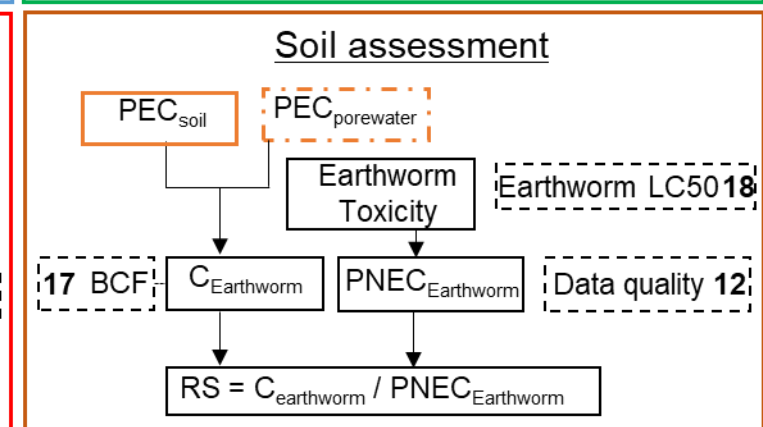 Soil assessment
PECsoil
PECporewater
Earthworm
Toxicity
Earthworm LC50 18
17 BCF
CEarthworm
PNECEarthworm
Data quality 12
RS = Cearthworm / PNECEarthworm